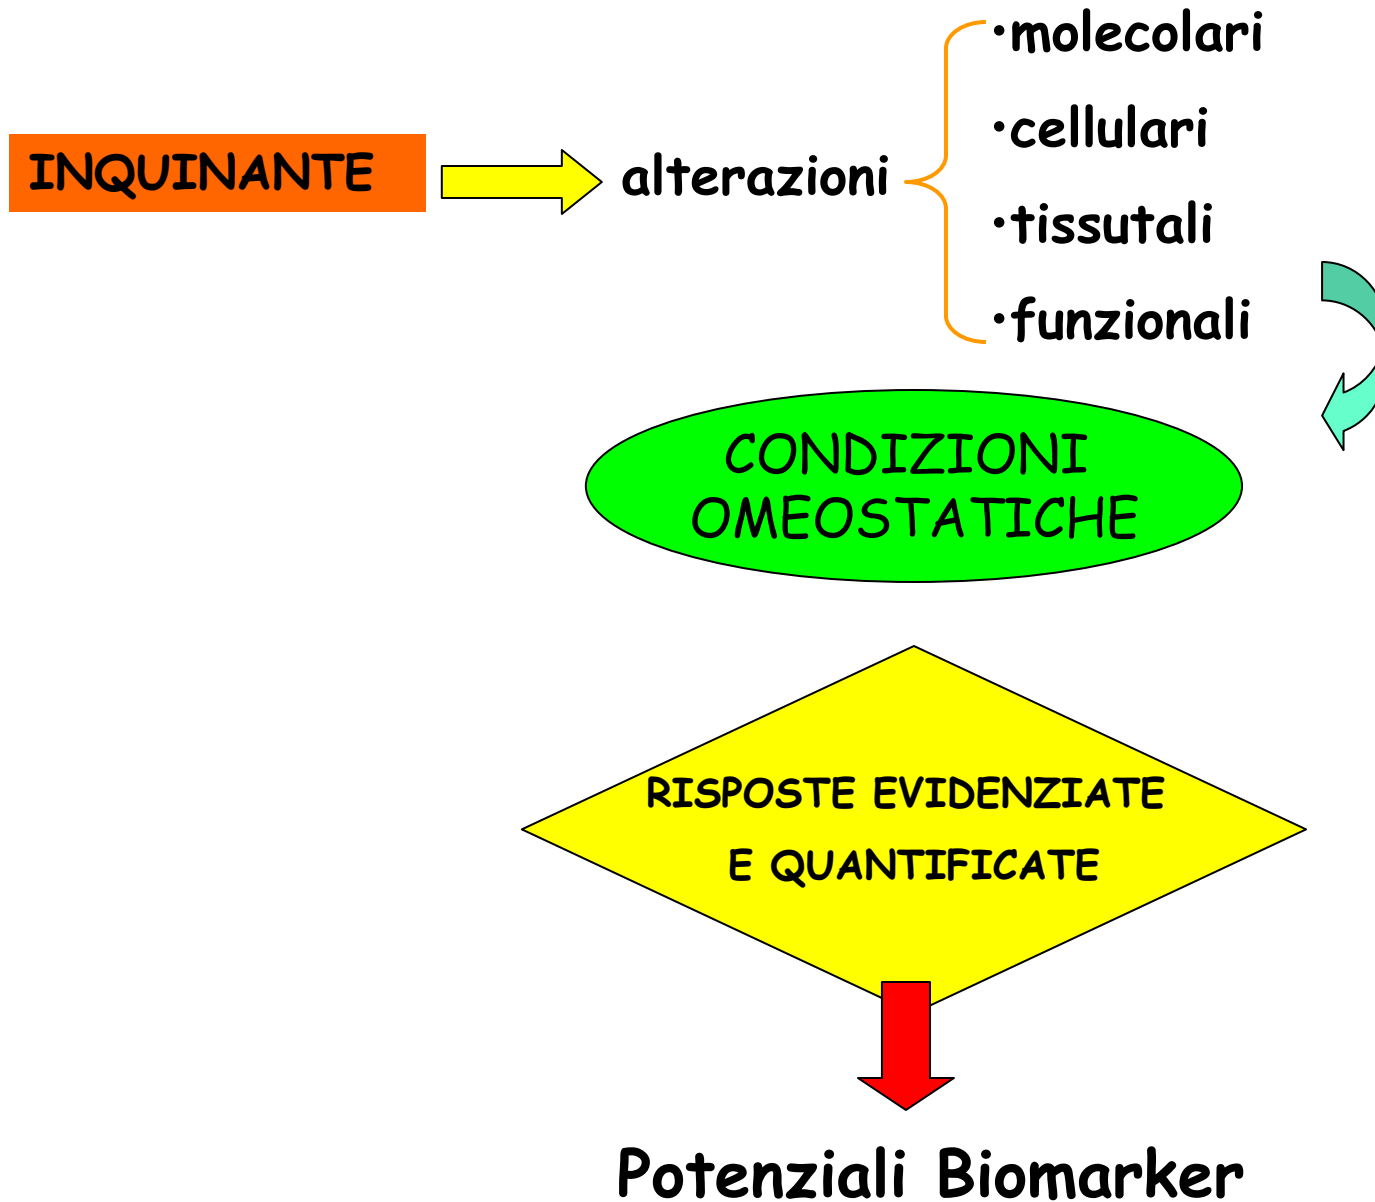 INQUINANTE
alterazioni
•molecolari
•cellulari
•tissutali
•funzionali
CONDIZIONI
OMEOSTATICHE
RISPOSTE EVIDENZIATE
E QUANTIFICATE
Potenziali Biomarker